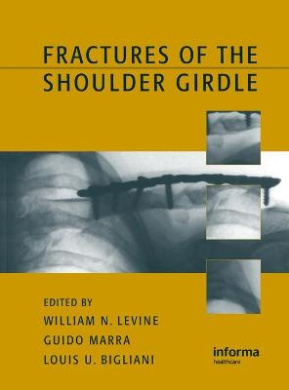 FRACTURES OF THE
SHOULDER GIRDLE
EDITED BY
WILLIAM N. LEVINE
GUIDO MARRA
LOUIS U. BIGLIANI
informa
healthcare